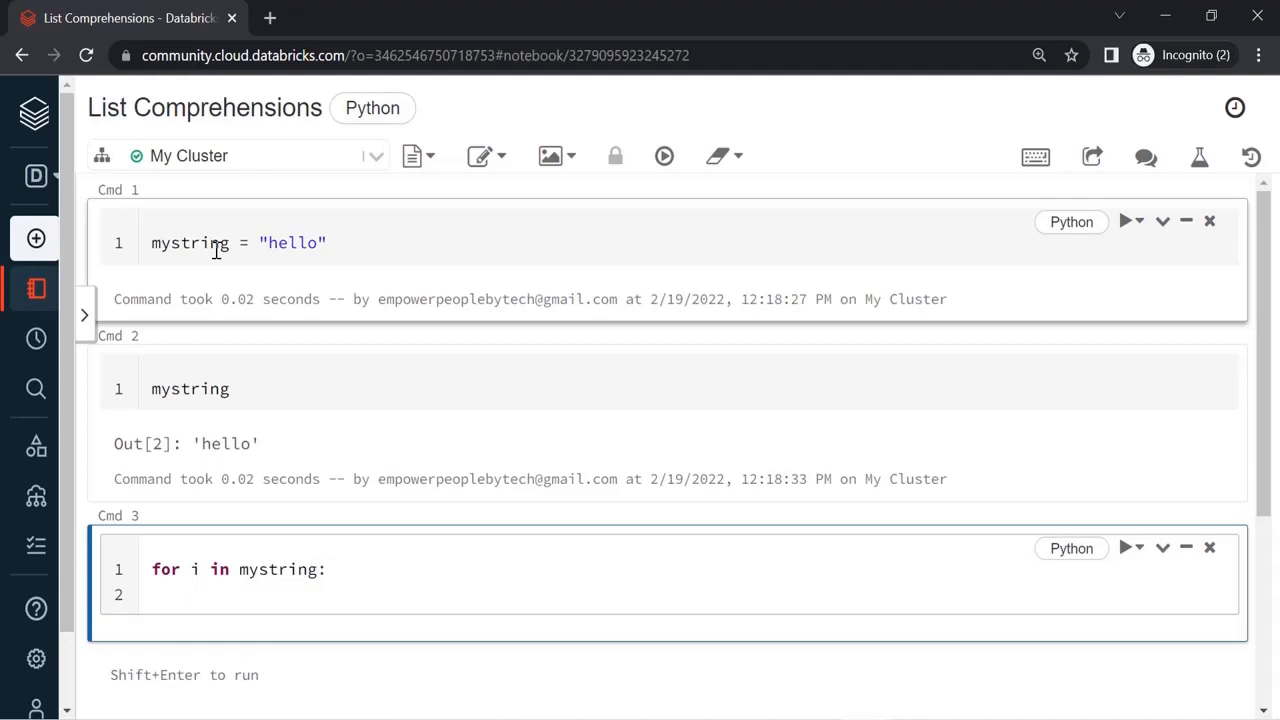 List Comprehensions - Databricks
community.cloud.databricks.com/?o=3462546750718753#notebook/3279095923245272
Incognito (2)
List Comprehensions
Python
My Cluster
D
Cmd 1
Python
1 mystring = "hello"
Command took 0.02 seconds -- by empowerpeoplebytech@gmail.com at 2/19/2022, 12:18:27 PM on My Cluster
Cmd 2
1 mystring
Out[2]: 'hello'
Command took 0.02 seconds -- by empowerpeoplebytech@gmail.com at 2/19/2022, 12:18:33 PM on My Cluster
Cmd 3
Python
1 for i in mystring:
2
Shift+Enter to run